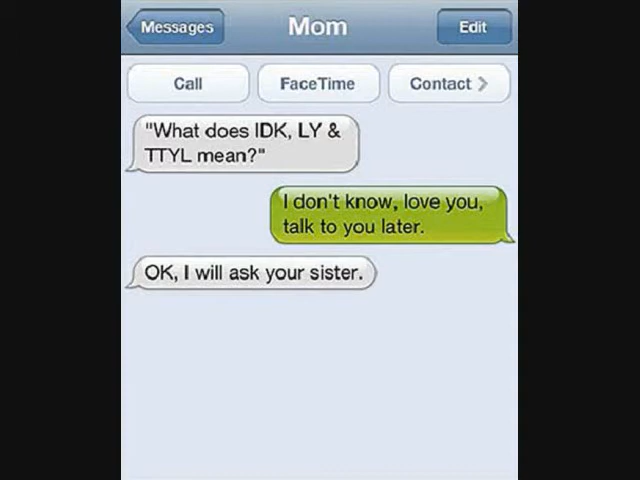 Messages
Mom
Edit
Call
FaceTime
Contact
"What does IDK, LY &
TTYL mean?"
I don't know, love you,
talk to you later.
OK, I will ask your sister.